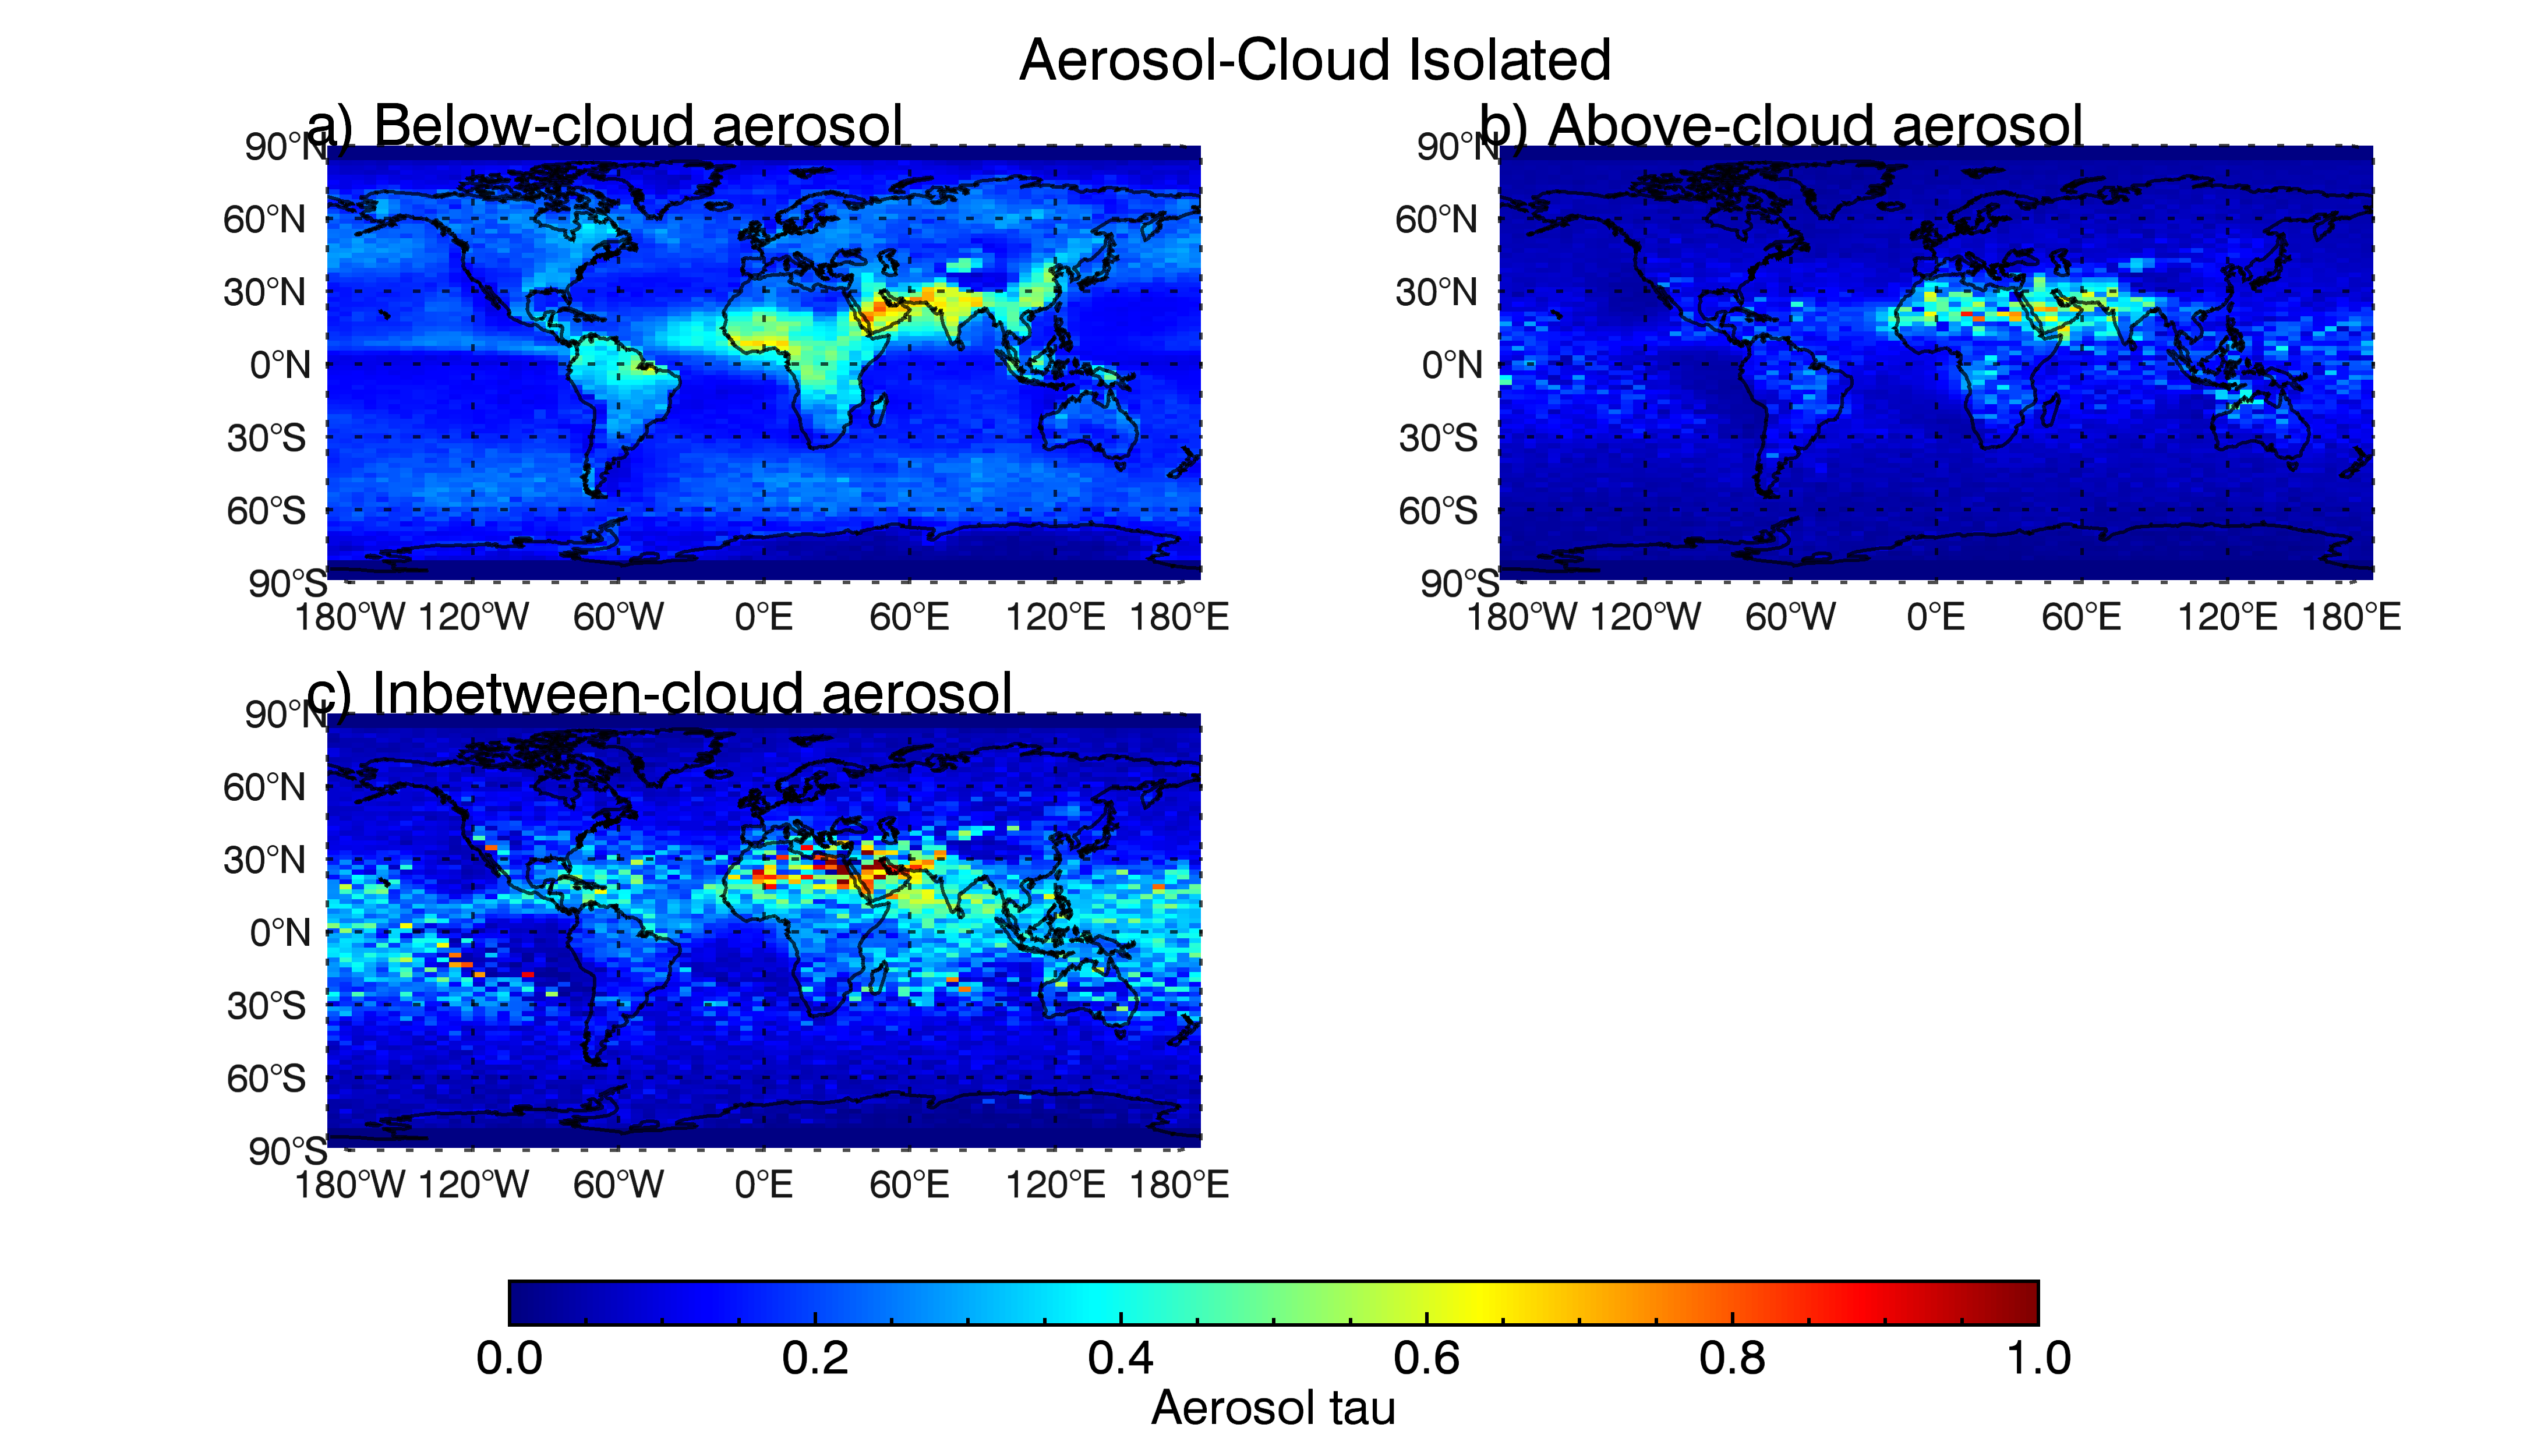 Aerosol-Cloud Isolated
a) Below-cloud aerosol
90°N
60°N
30°N
0°N
30°S
60°S
90°S
180°W 120°W 60°W 0°E 60°E 120°E 180°E
b) Above-cloud aerosol
90°N
60°N
30°N
0°N
30°S
60°S
90°S
180°W 120°W 60°W 0°E 60°E 120°E 180°E
c) Inbetween-cloud aerosol
90°N
60°N
30°N
0°N
30°S
60°S
90°S
180°W 120°W 60°W 0°E 60°E 120°E 180°E
0.0 0.2 0.4 0.6 0.8 1.0
Aerosol tau